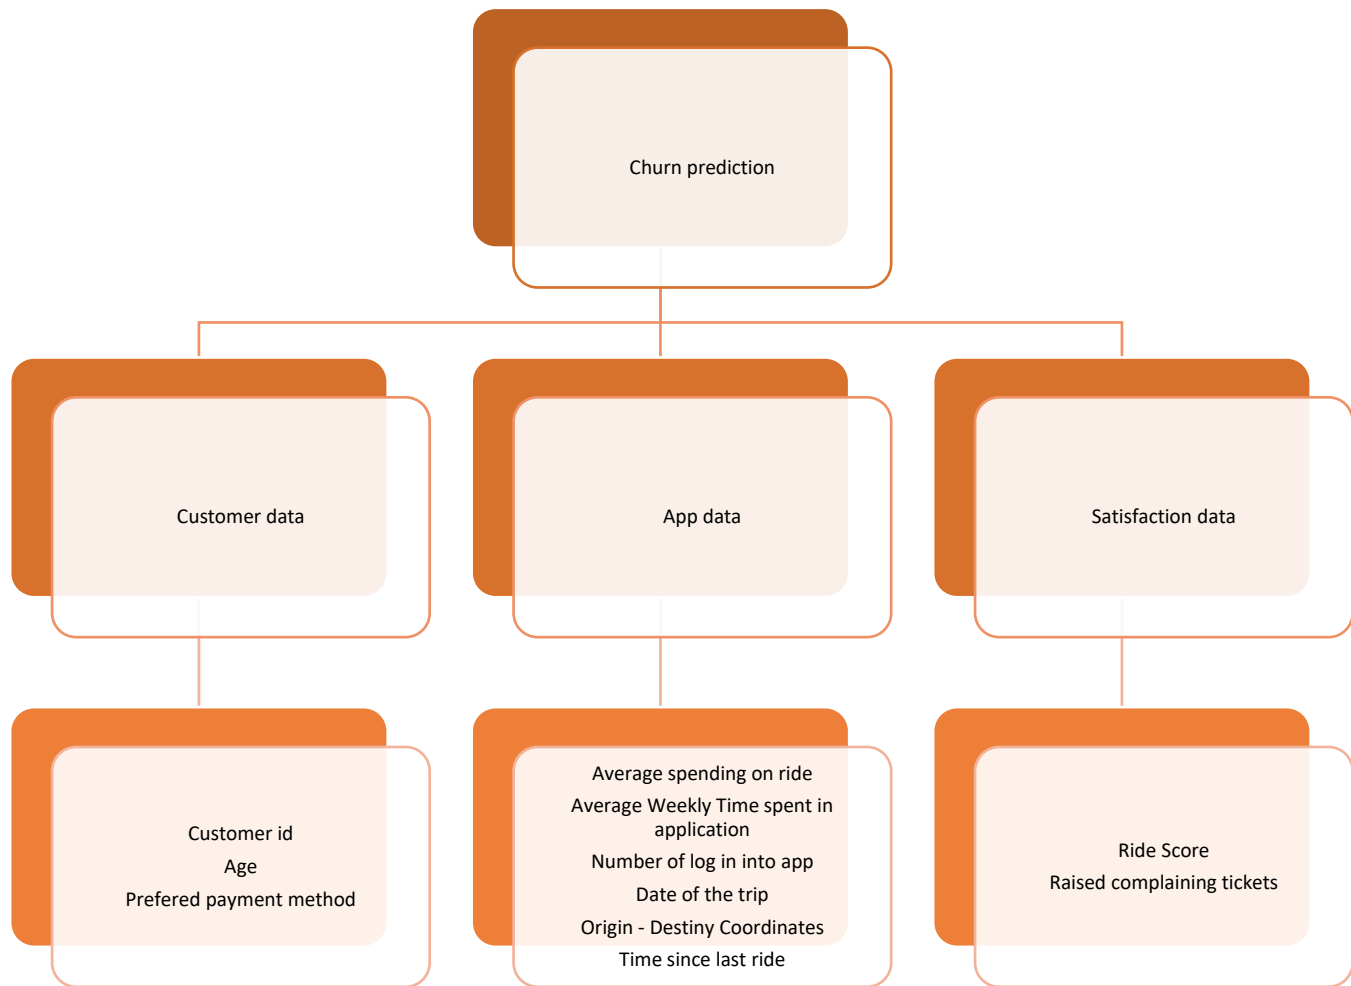 Churn prediction
Customer data
App data
Satisfaction data
Customer id
Age
Prefered payment method
Average spending on ride
Average Weekly Time spent in
application
Number of log in into app
Date of the trip
Origin - Destiny Coordinates
Time since last ride
Ride Score
Raised complaining tickets